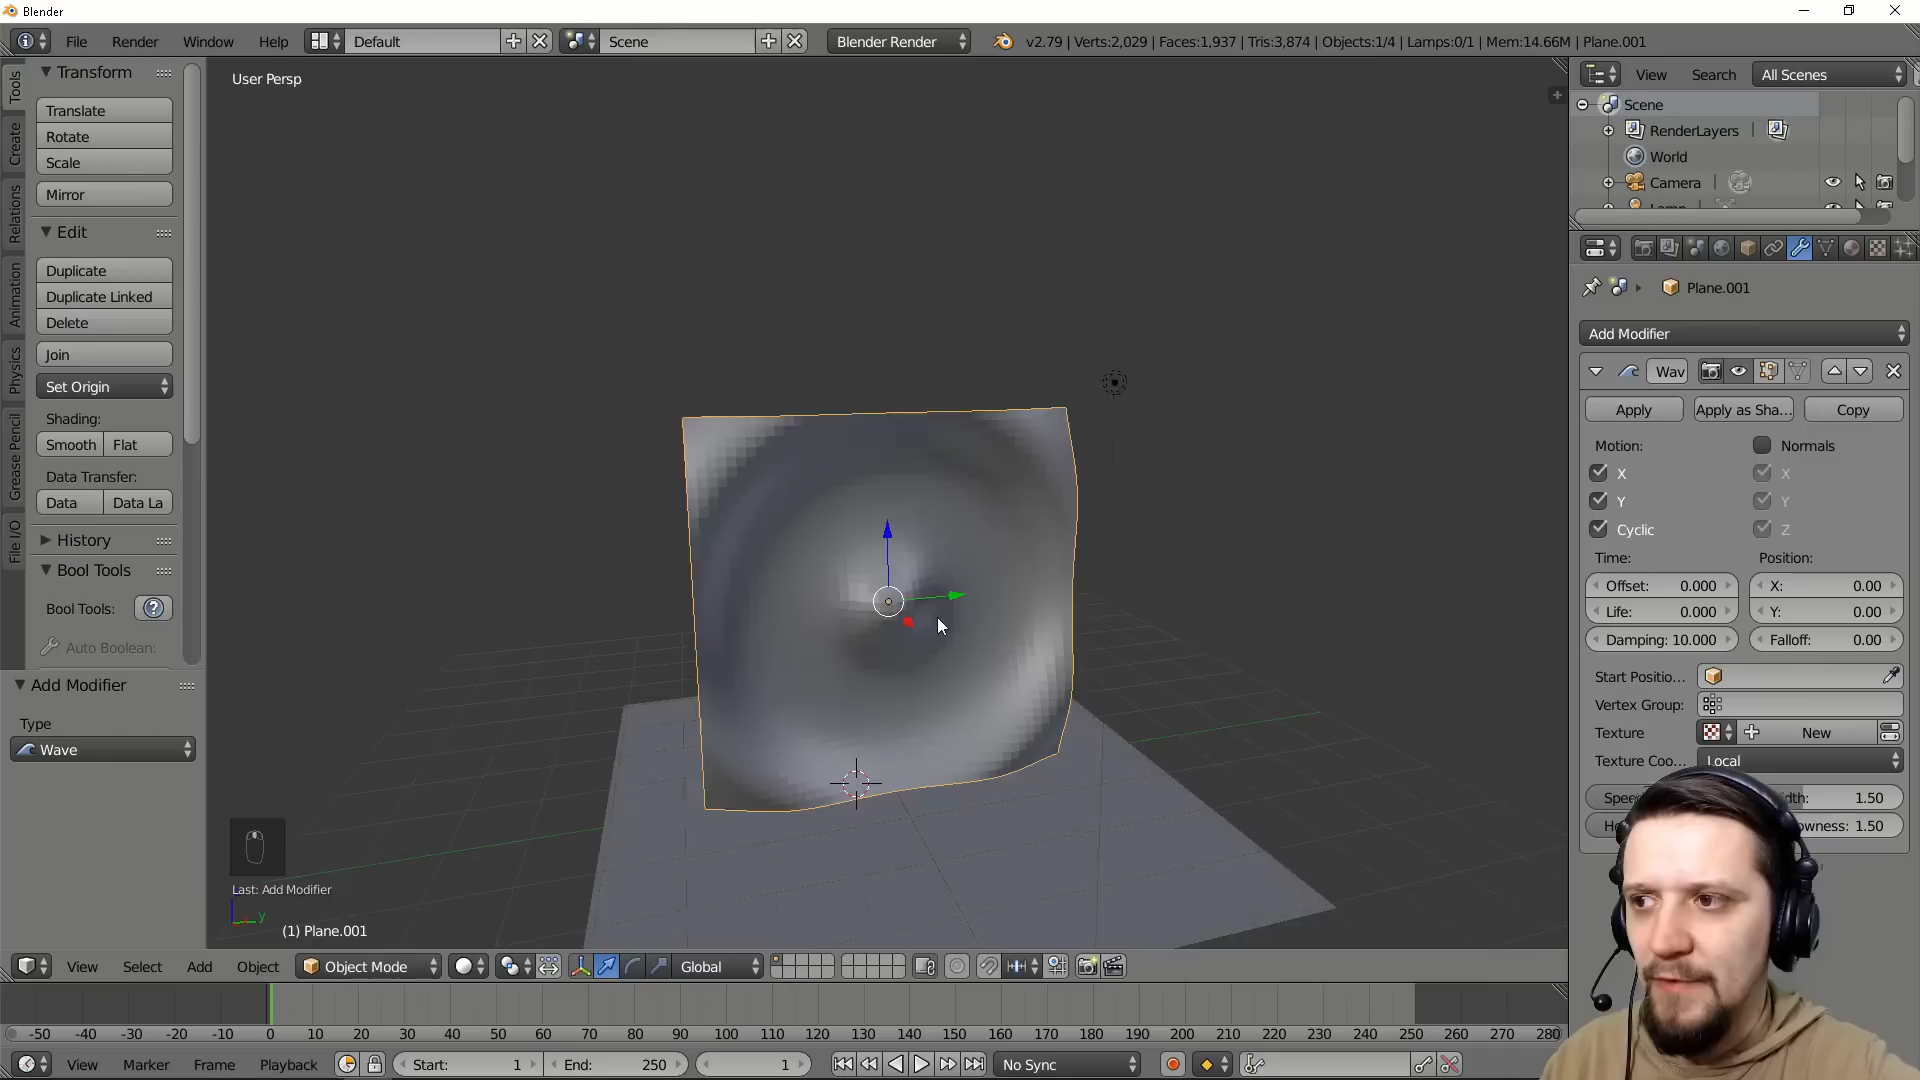 Blender
File Render Window Help Default Scene Blender Render v2.79 | Verts:2,029 | Faces:1,937 | Tris:3,874 | Objects:1/4 | Lamps:0/1 | Mem:14.66M | Plane.001
Tools
Create
Relations
Animation
Physics
Grease Pencil
File I/O
Transform
Translate
Rotate
Scale
Mirror
Edit
Duplicate
Duplicate Linked
Delete
Join
Set Origin
Shading:
Smooth Flat
Data Transfer:
Data Data La
History
Bool Tools
Bool Tools:
Auto Boolean:
Add Modifier
Type
Wave
User Persp
Last: Add Modifier
y
(1) Plane.001
View Search All Scenes
Scene
RenderLayers |
World
Camera |
Plane.001
Add Modifier
Wav
Apply Apply as Sha... Copy
Motion: Normals
X X
Y Y
Cyclic Z
Time: Position:
Offset: 0.000 X: 0.00
Life: 0.000 Y: 0.00
Damping: 10.000 Falloff: 0.00
Start Positio...
Vertex Group:
Texture New
Texture Coo... Local
1.50
1.50
View Select Add Object Object Mode Global
-50 -40 -30 -20 -10 0 10 20 30 40 50 60 70 80 90 100 110 120 130 140 150 160 170 180 190 200 210 220 230 240 250 260 270 280
View Marker Frame Playback Start: 1 End: 250 1 No Sync